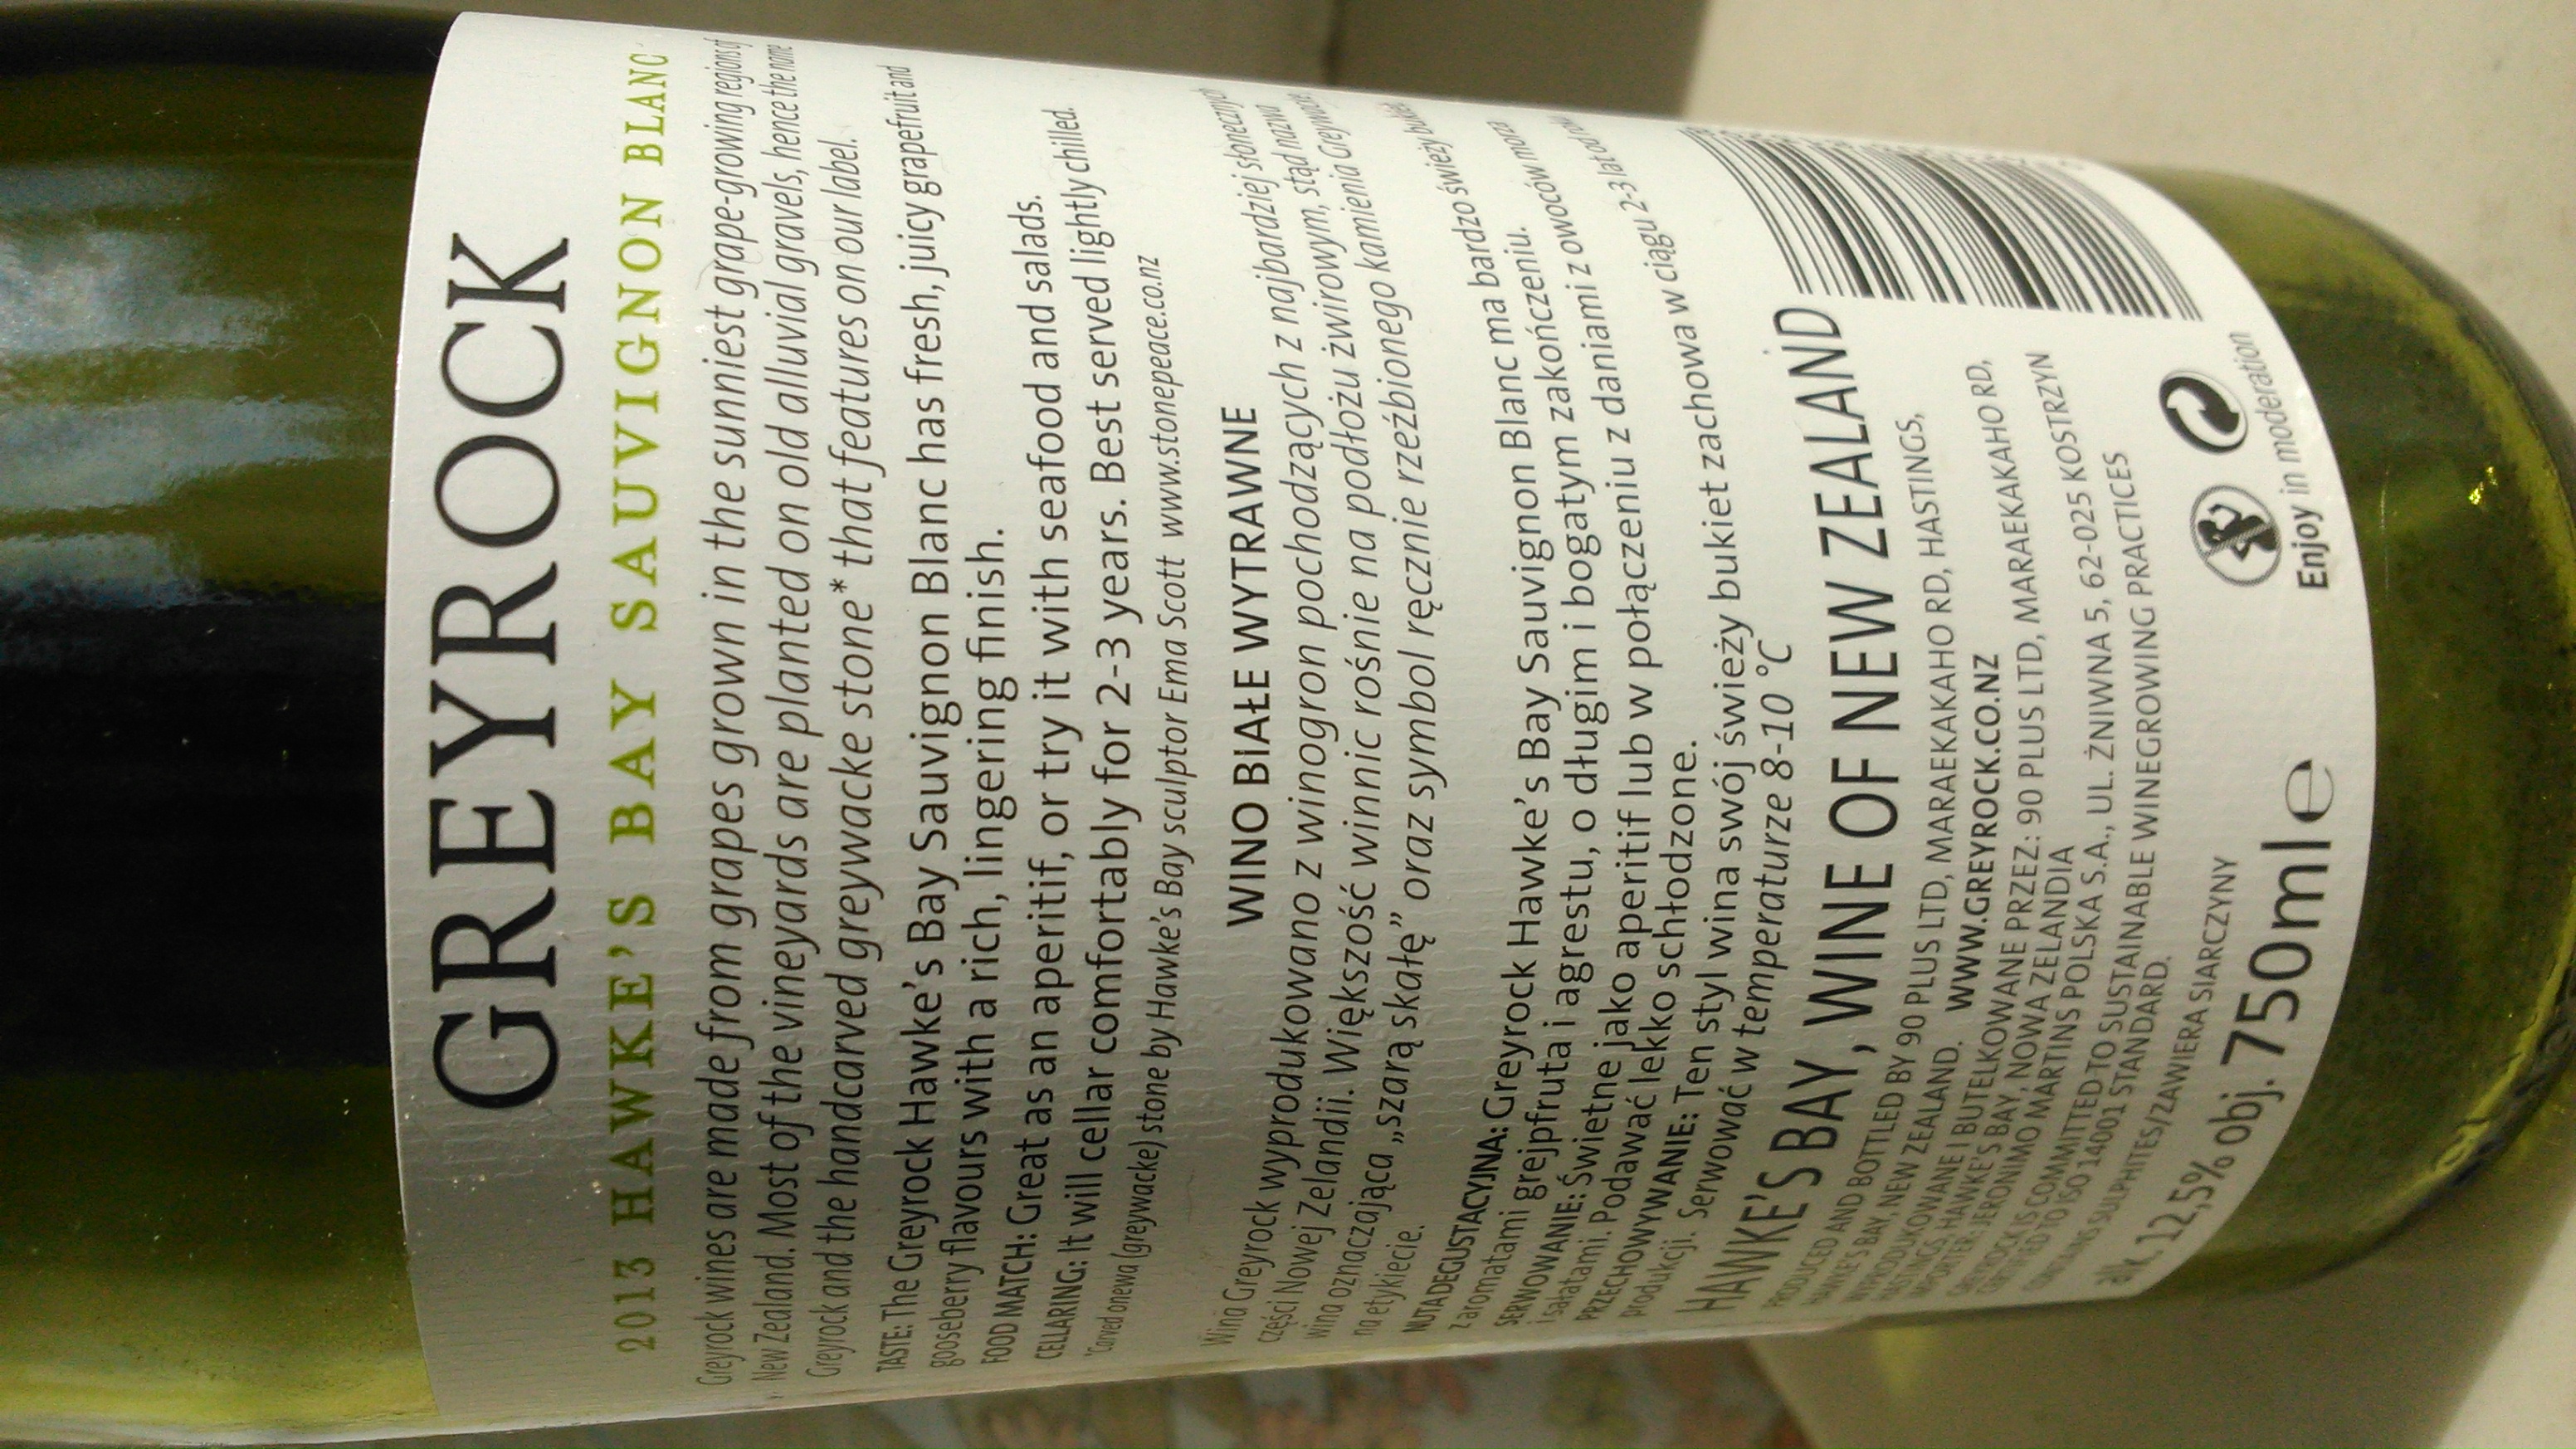 GREYROCK
2013 HAWKE'S BAY SAUVIGNON BLANC
Greyrock wines are made from grapes grown in the sunniest grape-growing regions of
New Zealand. Most of the vineyards are planted on old alluvial gravels, hence the name
Greyrock and the handcarved greywacke stone* that features on our label.
TASTE: The Greyrock Hawke's Bay Sauvignon Blanc has fresh, juicy grapefruit and
gooseberry flavours with a rich, lingering finish.
FOOD MATCH: Great as an aperitif, or try it with seafood and salads.
CELLARING: It will cellar comfortably for 2-3 years. Best served lightly chilled.
*Carved onewa (greywacke) stone by Hawke's Bay sculptor Ema Scott www.stonepeace.co.nz
WINO BIAŁE WYTRAWNE
Wina Greyrock wyprodukowano z winogron pochodzących z najbardziej słonecznych
części Nowej Zelandii. Większość winnic rośnie na podłożu żwirowym, stąd nazwa
wina oznaczająca „szarą skałę” oraz symbol ręcznie rzeźbionego kamienia Greywacke
na etykiecie.
NUTA DEGUSTACYJNA: Greyrock Hawke's Bay Sauvignon Blanc ma bardzo świeży bukiet
z aromatami grejpfruta i agrestu, o długim i bogatym zakończeniu.
SERWOWANIE: Świetne jako aperitif lub w połączeniu z daniami z owoców morza
i sałatami. Podawać lekko schłodzone.
PRZECHOWYWANIE: Ten styl wina swój świeży bukiet zachowa w ciągu 2-3 lat od roku
produkcji. Serwować w temperaturze 8-10 °C
HAWKE'S BAY, WINE OF NEW ZEALAND
PRODUCED AND BOTTLED BY 90 PLUS LTD, MARAEKAKAHO RD, HASTINGS,
HAWKE'S BAY, NEW ZEALAND. WWW.GREYROCK.CO.NZ
WYPRODUKOWANE I BUTELKOWANE PRZEZ: 90 PLUS LTD, MARAEKAKAHO RD,
HASTINGS, HAWKE'S BAY, NOWA ZELANDIA
IMPORTER: JERONIMO MARTINS POLSKA S.A., UL. ŻNIWNA 5, 62-025 KOSTRZYN
GREYROCK IS COMMITTED TO SUSTAINABLE WINEGROWING PRACTICES
CERTIFIED TO ISO 14001 STANDARD.
CONTAINS SULPHITES/ZAWIERA SIARCZYNY
alk. 12,5% obj. 750ml e
Enjoy in moderation